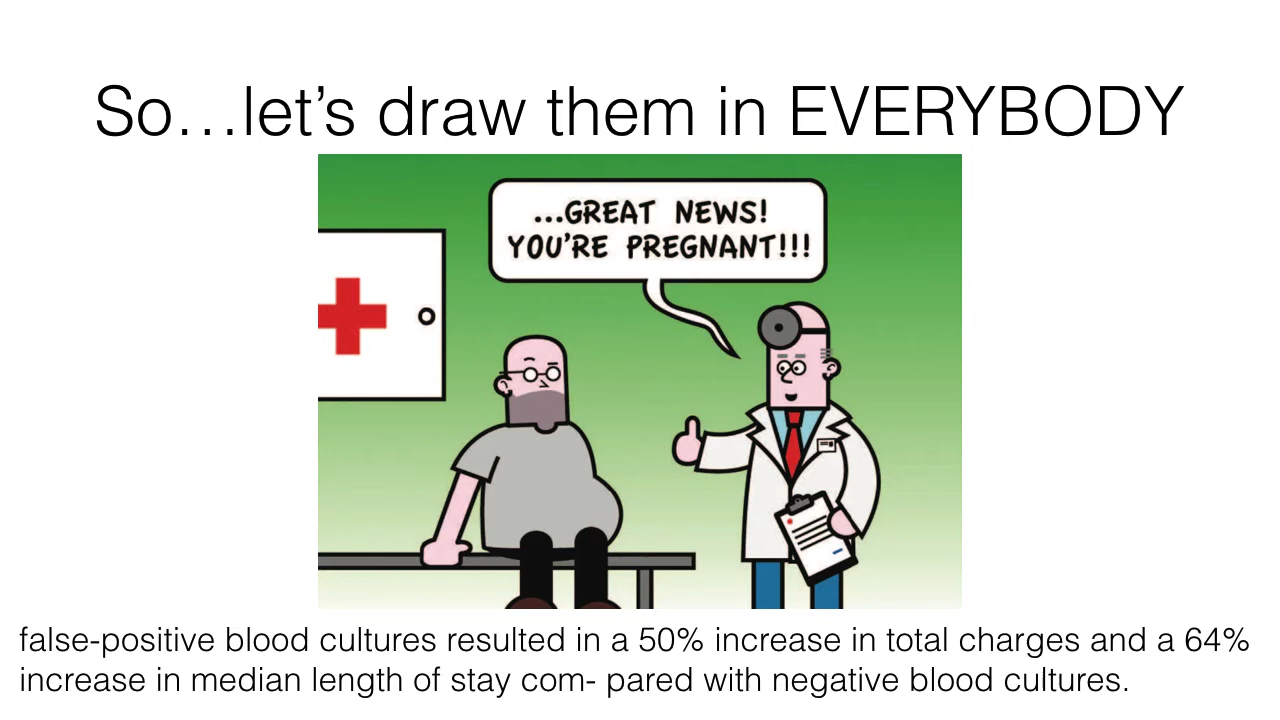 So…let’s draw them in EVERYBODY
...GREAT NEWS!
YOU'RE PREGNANT!!!
false-positive blood cultures resulted in a 50% increase in total charges and a 64%
increase in median length of stay com- pared with negative blood cultures.